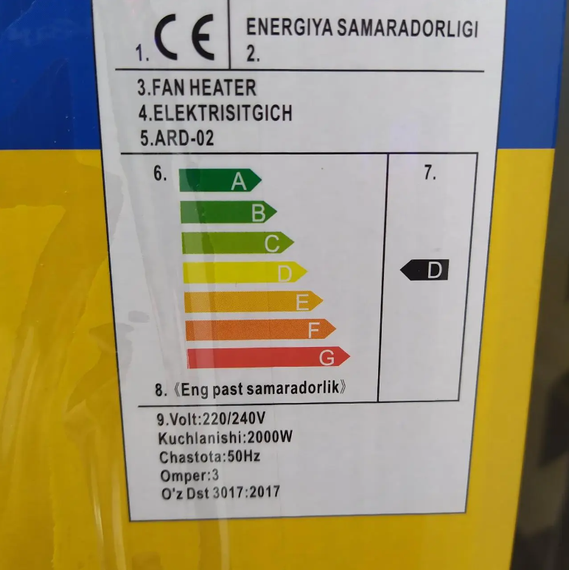 1. CE
ENERGIYA SAMARADORLIGI
2.
3.FAN HEATER
4.ELEKTRISITGICH
5.ARD-02
6.
A
B
C
D
E
F
G
7.
D
8.《Eng past samaradorlik》
9.Volt:220/240V
Kuchlanishi:2000W
Chastota:50Hz
Omper:3
O'z Dst 3017:2017